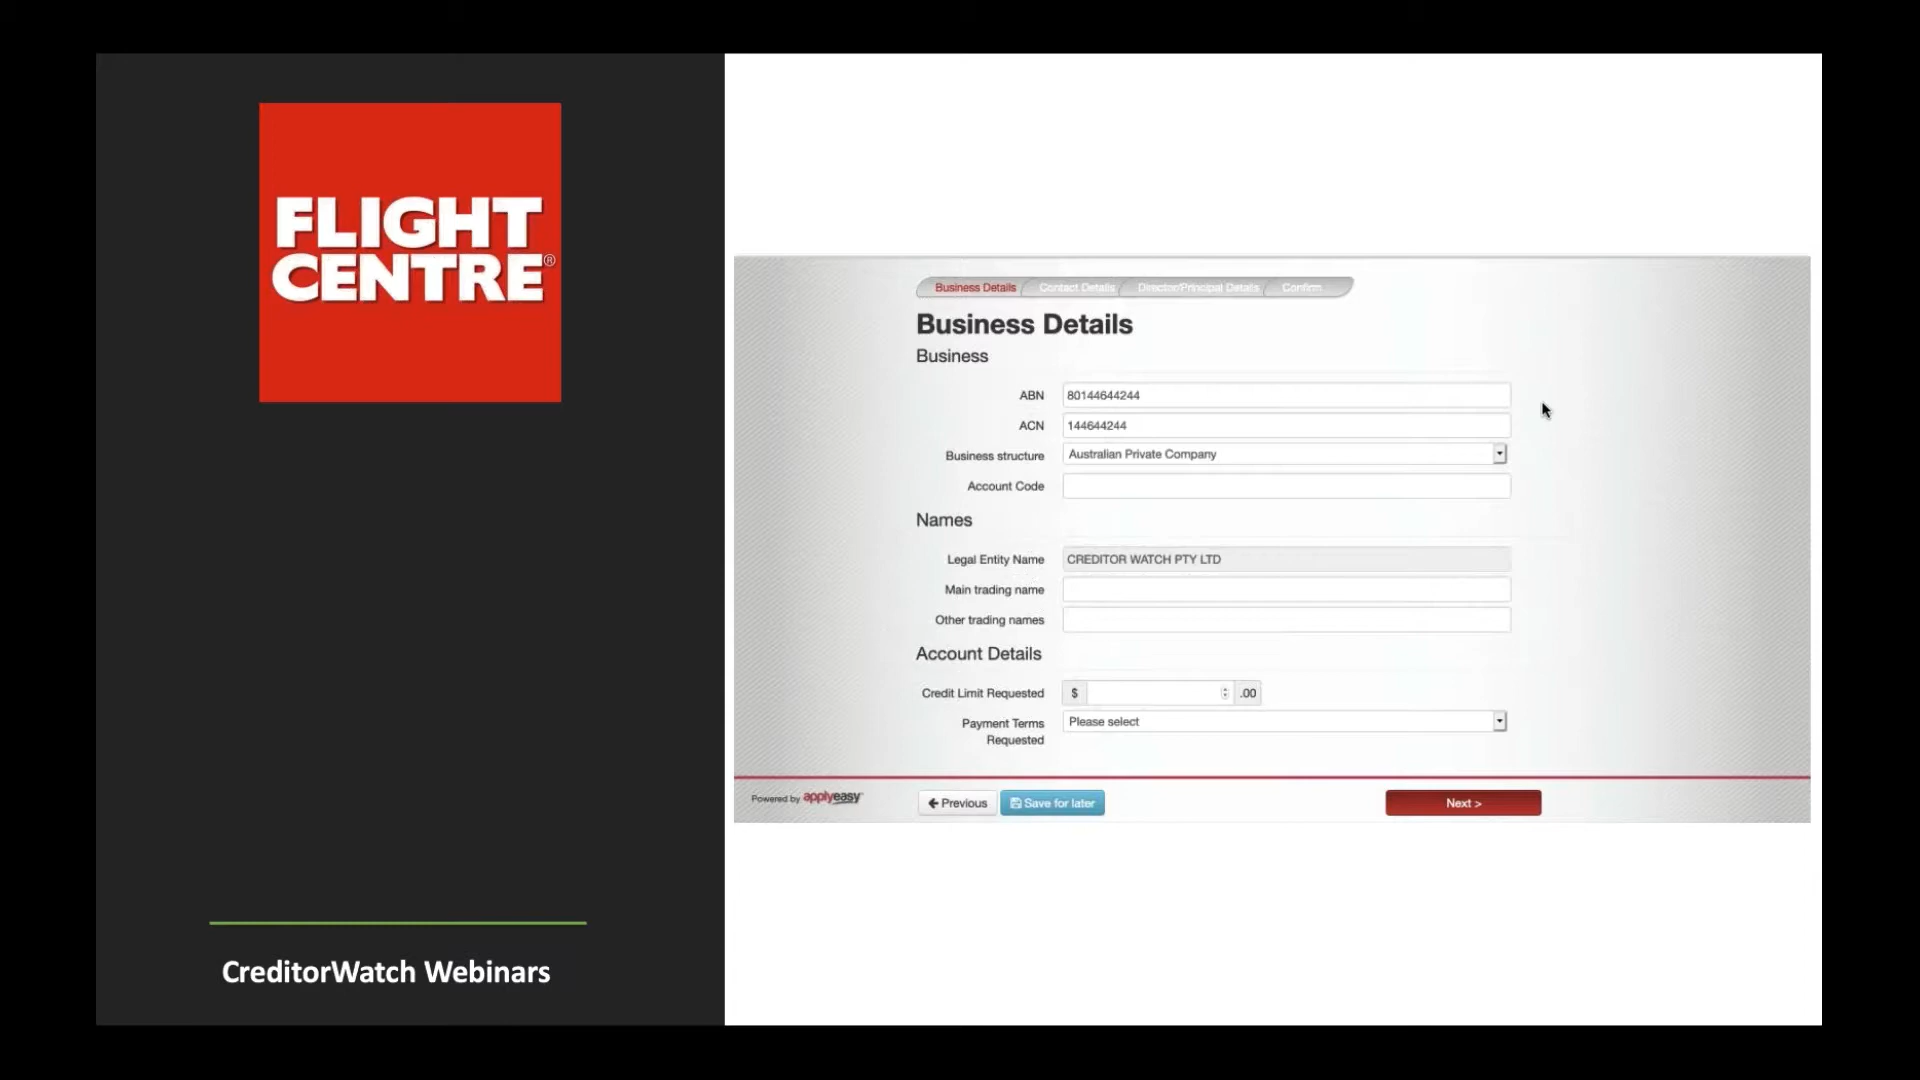 FLIGHT
CENTRE®
CreditorWatch Webinars
Business Details Contact Details Director/Principal Details Confirm
Business Details
Business
ABN 80144644244
ACN 144644244
Business structure Australian Private Company
Account Code
Names
Legal Entity Name CREDITOR WATCH PTY LTD
Main trading name
Other trading names
Account Details
Credit Limit Requested $ .00
Payment Terms Please select
Requested
Powered by applyeasy Previous Save for later Next >